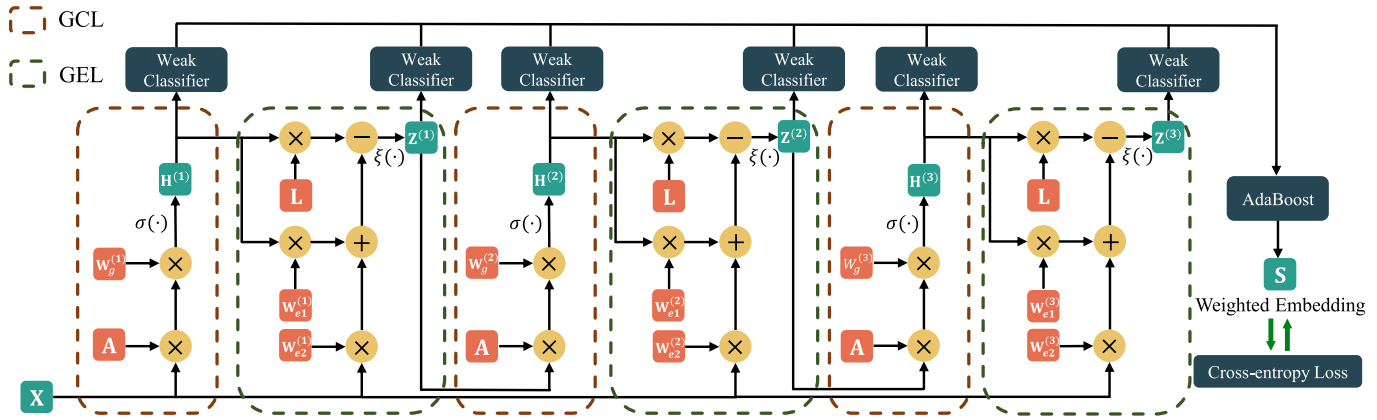 GCL
GEL
Weak
Classifier
Weak
Classifier
Weak
Classifier
Weak
Classifier
Weak
Classifier
Weak
Classifier
× − Z^(1)
ξ(·)
H^(1)
L
σ(·)
W_g^(1) ×
× +
W_e1^(1)
W_e2^(1) ×
A ×
H^(2)
σ(·)
W_g^(2) ×
A ×
× − Z^(2)
ξ(·)
L
× +
W_e1^(2)
W_e2^(2) ×
H^(3)
σ(·)
W_g^(3) ×
A ×
× − Z^(3)
ξ(·)
L
× +
W_e1^(3)
W_e2^(3) ×
X
AdaBoost
S
Weighted Embedding
Cross-entropy Loss